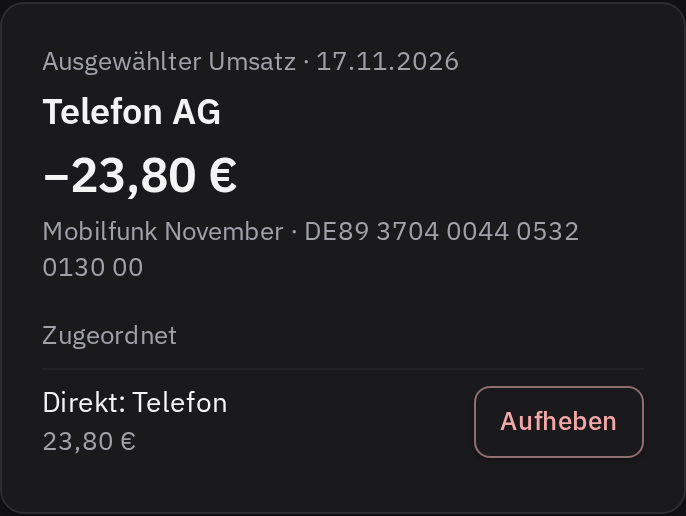 Ausgewählter Umsatz · 17.11.2026
Telefon AG
−23,80 €
Mobilfunk November · DE89 3704 0044 0532
0130 00
Zugeordnet
Direkt: Telefon
23,80 €
Aufheben